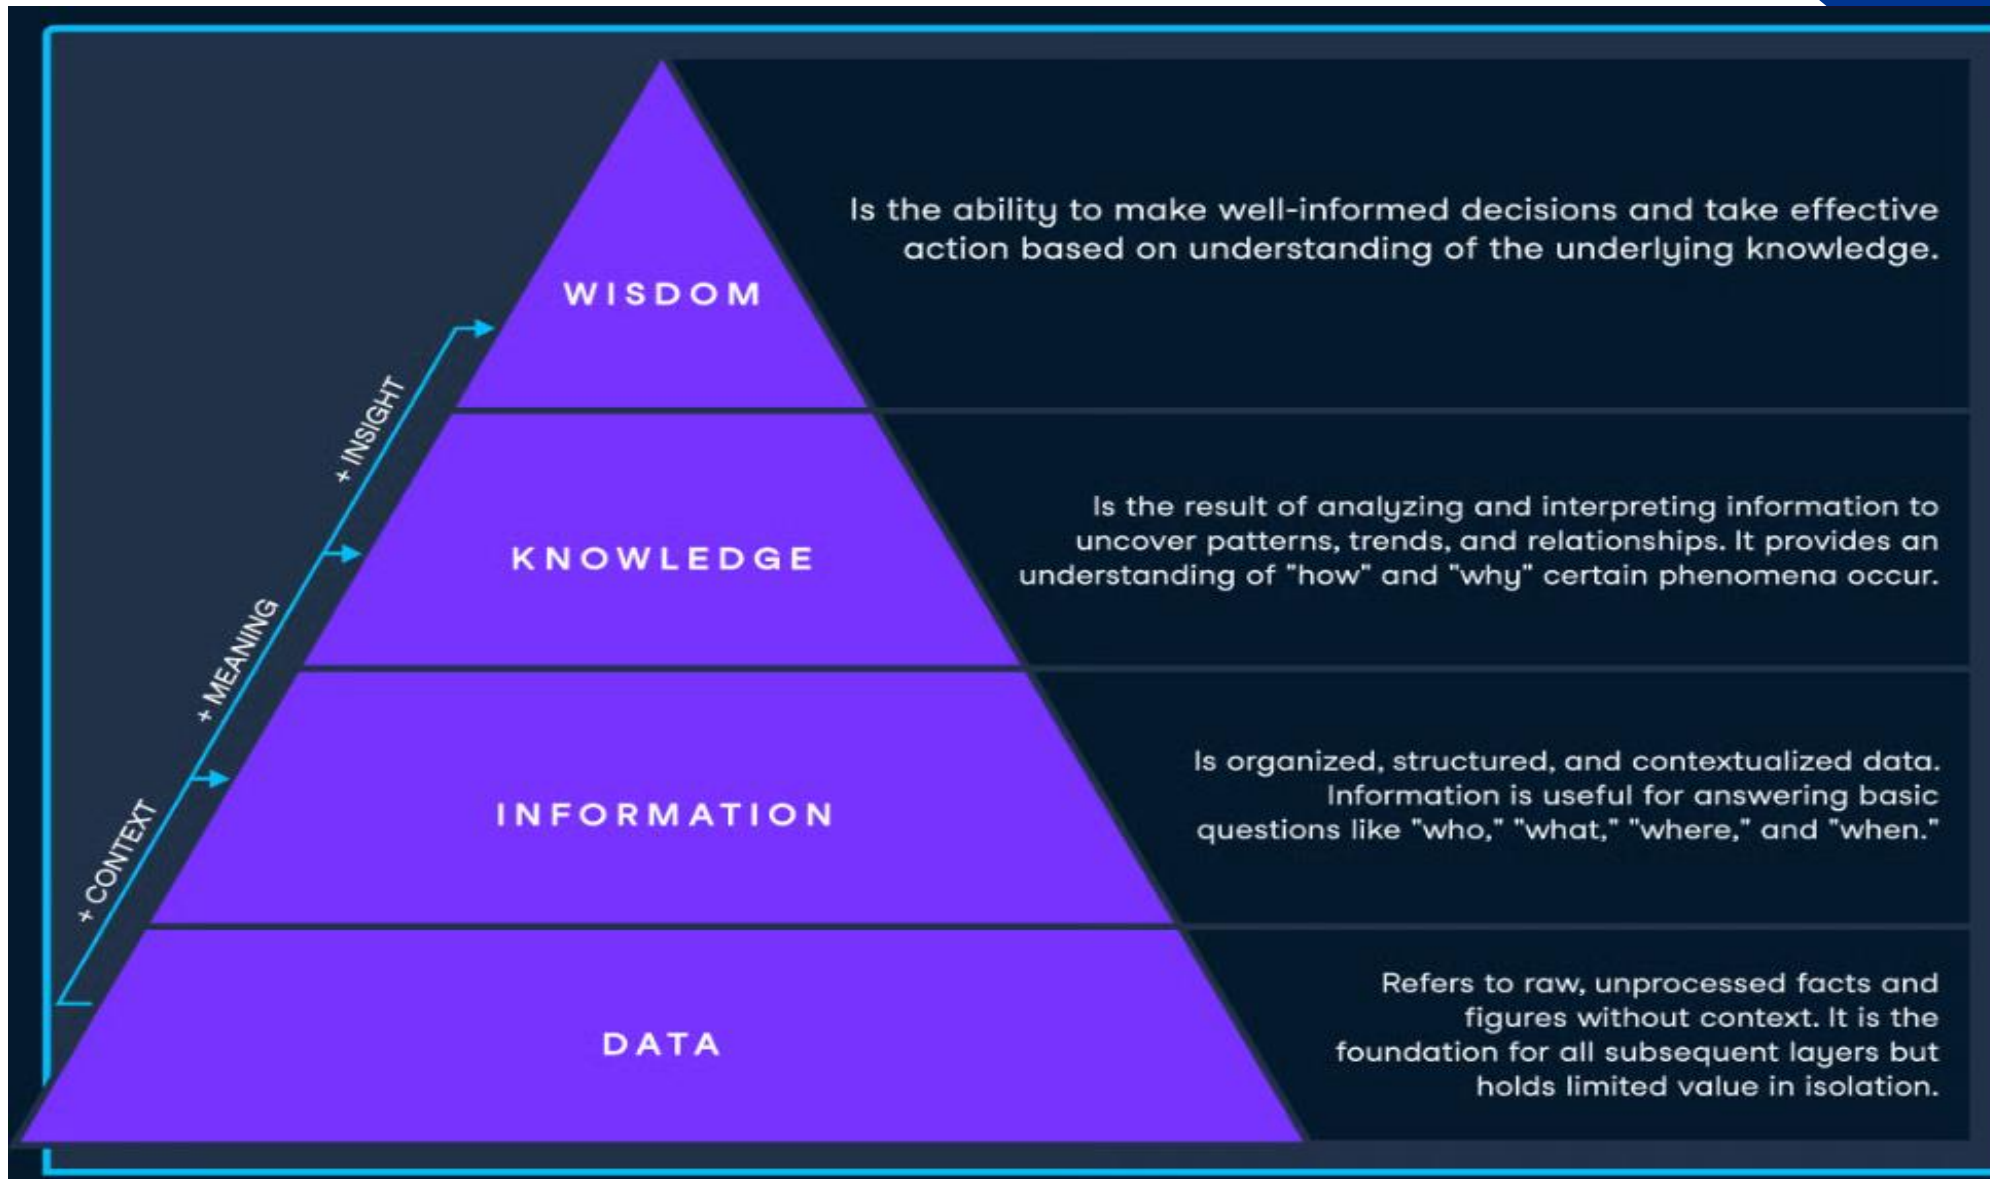 Is the ability to make well-informed decisions and take effective
action based on understanding of the underlying knowledge.
WISDOM
+ INSIGHT
Is the result of analyzing and interpreting information to
uncover patterns, trends, and relationships. It provides an
understanding of "how" and "why" certain phenomena occur.
KNOWLEDGE
+ MEANING
Is organized, structured, and contextualized data.
Information is useful for answering basic
questions like "who," "what," "where," and "when."
INFORMATION
+ CONTEXT
Refers to raw, unprocessed facts and
figures without context. It is the
foundation for all subsequent layers but
holds limited value in isolation.
DATA